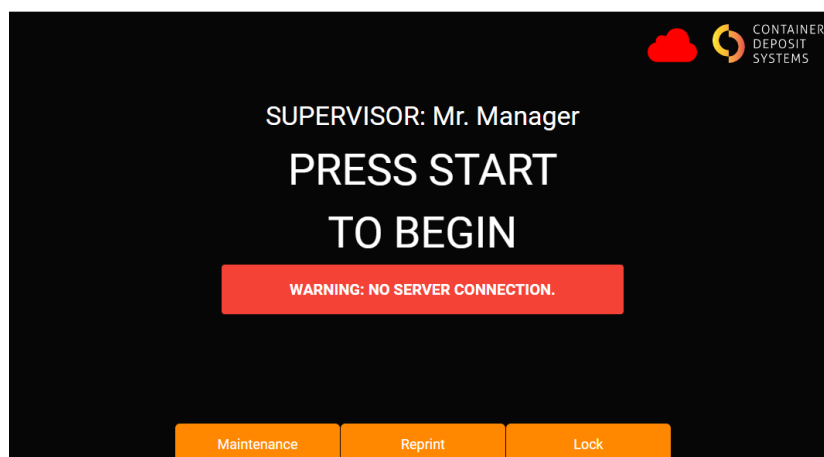 CONTAINER
DEPOSIT
SYSTEMS
SUPERVISOR: Mr. Manager
PRESS START
TO BEGIN
WARNING: NO SERVER CONNECTION.
Maintenance
Reprint
Lock